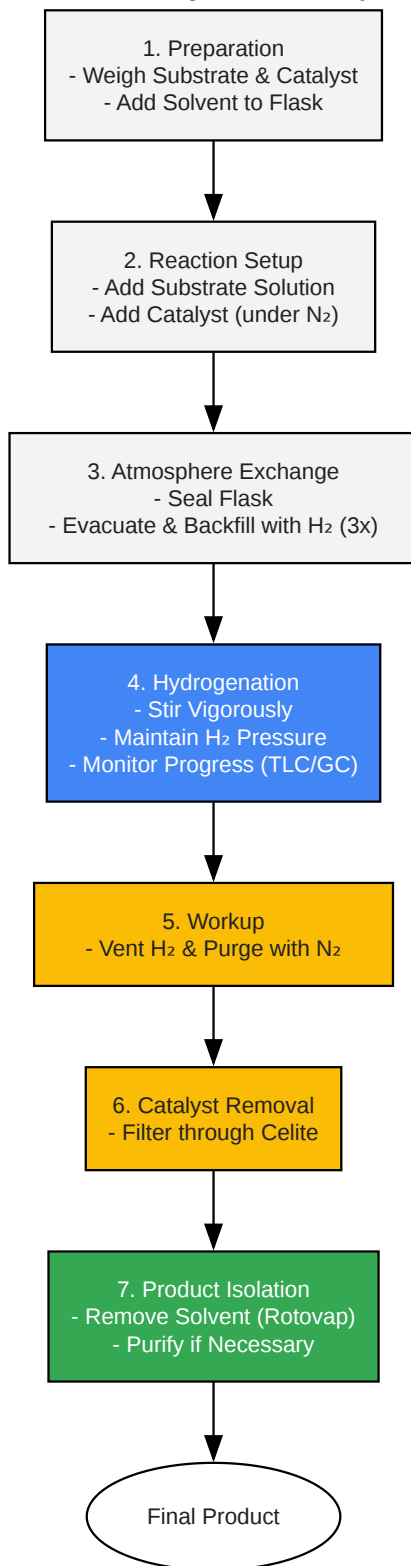 1. Preparation
- Weigh Substrate & Catalyst
- Add Solvent to Flask
2. Reaction Setup
- Add Substrate Solution
- Add Catalyst (under N₂)
3. Atmosphere Exchange
- Seal Flask
- Evacuate & Backfill with H₂ (3x)
4. Hydrogenation
- Stir Vigorously
- Maintain H₂ Pressure
- Monitor Progress (TLC/GC)
5. Workup
- Vent H₂ & Purge with N₂
6. Catalyst Removal
- Filter through Celite
7. Product Isolation
- Remove Solvent (Rotovap)
- Purify if Necessary
Final Product